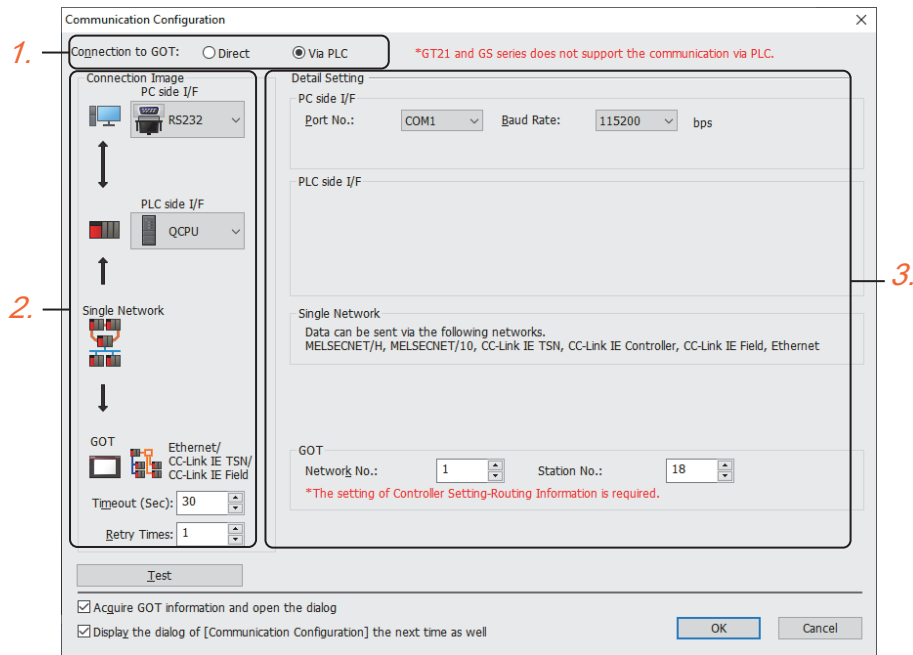 Communication Configuration
1.
Connection to GOT: Direct Via PLC *GT21 and GS series does not support the communication via PLC.
2.
Connection Image
PC side I/F
RS232
PLC side I/F
QCPU
Single Network
GOT
Ethernet/
CC-Link IE TSN/
CC-Link IE Field
Timeout (Sec): 30
Retry Times: 1
3.
Detail Setting
PC side I/F
Port No.: COM1 Baud Rate: 115200 bps
PLC side I/F
Single Network
Data can be sent via the following networks.
MELSECNET/H, MELSECNET/10, CC-Link IE TSN, CC-Link IE Controller, CC-Link IE Field, Ethernet
GOT
Network No.: 1 Station No.: 18
*The setting of Controller Setting-Routing Information is required.
Test
Acquire GOT information and open the dialog
Display the dialog of [Communication Configuration] the next time as well
OK Cancel